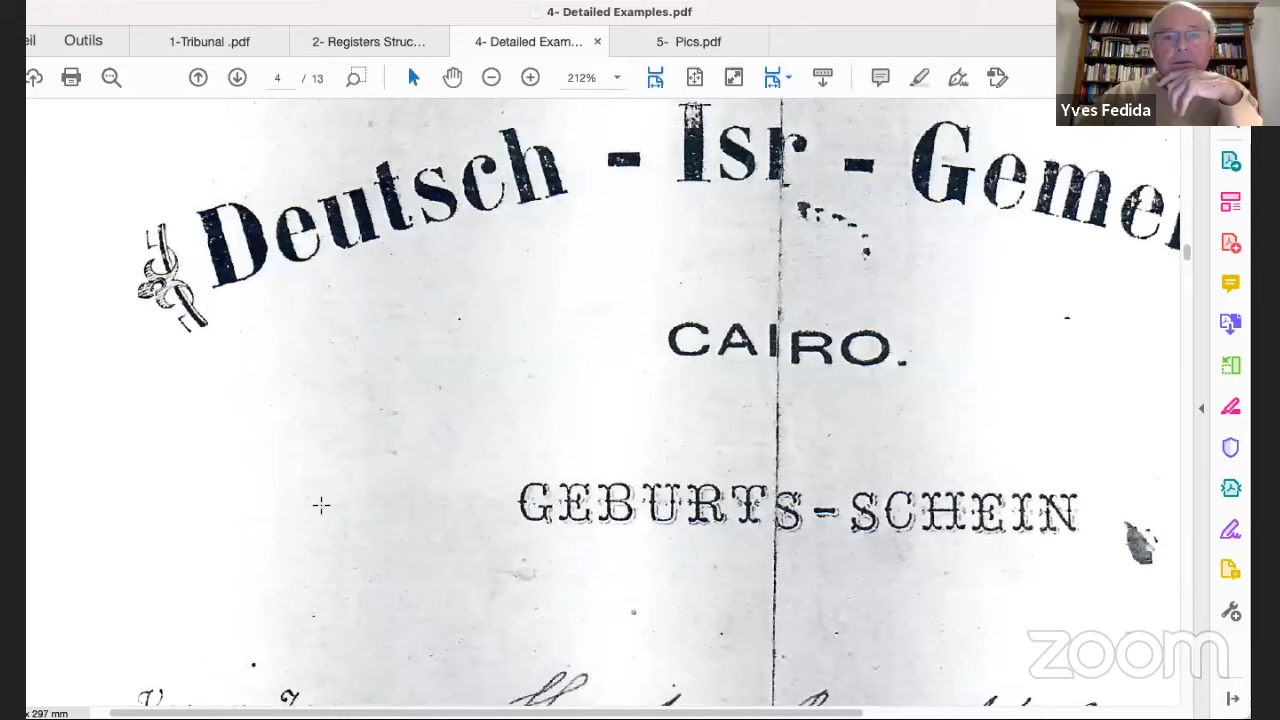 4- Detailed Examples.pdf
eil Outils 1-Tribunal .pdf 2- Registers Struc... 4- Detailed Exam... × 5- Pics.pdf
4 / 13 212%
Yves Fedida
Deutsch - Isr - Gemei
CAIRO.
GEBURTS-SCHEIN
zoom
x 297 mm